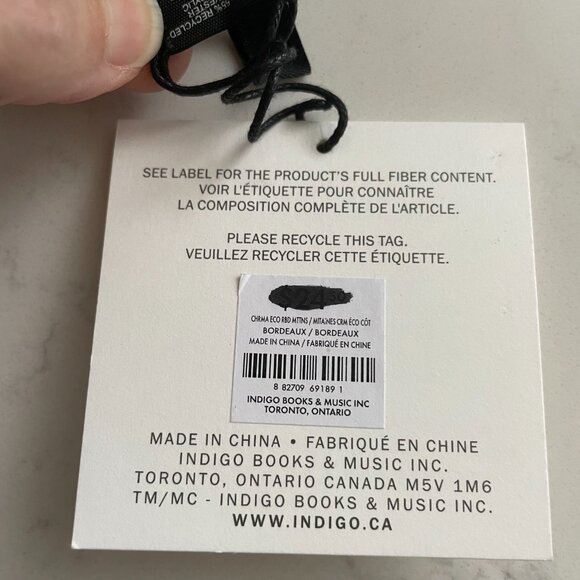 % RECYCLED
SEE LABEL FOR THE PRODUCT'S FULL FIBER CONTENT.
VOIR L'ÉTIQUETTE POUR CONNAÎTRE
LA COMPOSITION COMPLÈTE DE L'ARTICLE.
PLEASE RECYCLE THIS TAG.
VEUILLEZ RECYCLER CETTE ÉTIQUETTE.
$24.50
CHRMA ECO RBD MTTNS / MITAINES CRM ÉCO CÔT
BORDEAUX / BORDEAUX
MADE IN CHINA / FABRIQUÉ EN CHINE
8 82709 69189 1
INDIGO BOOKS & MUSIC INC
TORONTO, ONTARIO
MADE IN CHINA • FABRIQUÉ EN CHINE
INDIGO BOOKS & MUSIC INC.
TORONTO, ONTARIO CANADA M5V 1M6
TM/MC - INDIGO BOOKS & MUSIC INC.
WWW.INDIGO.CA